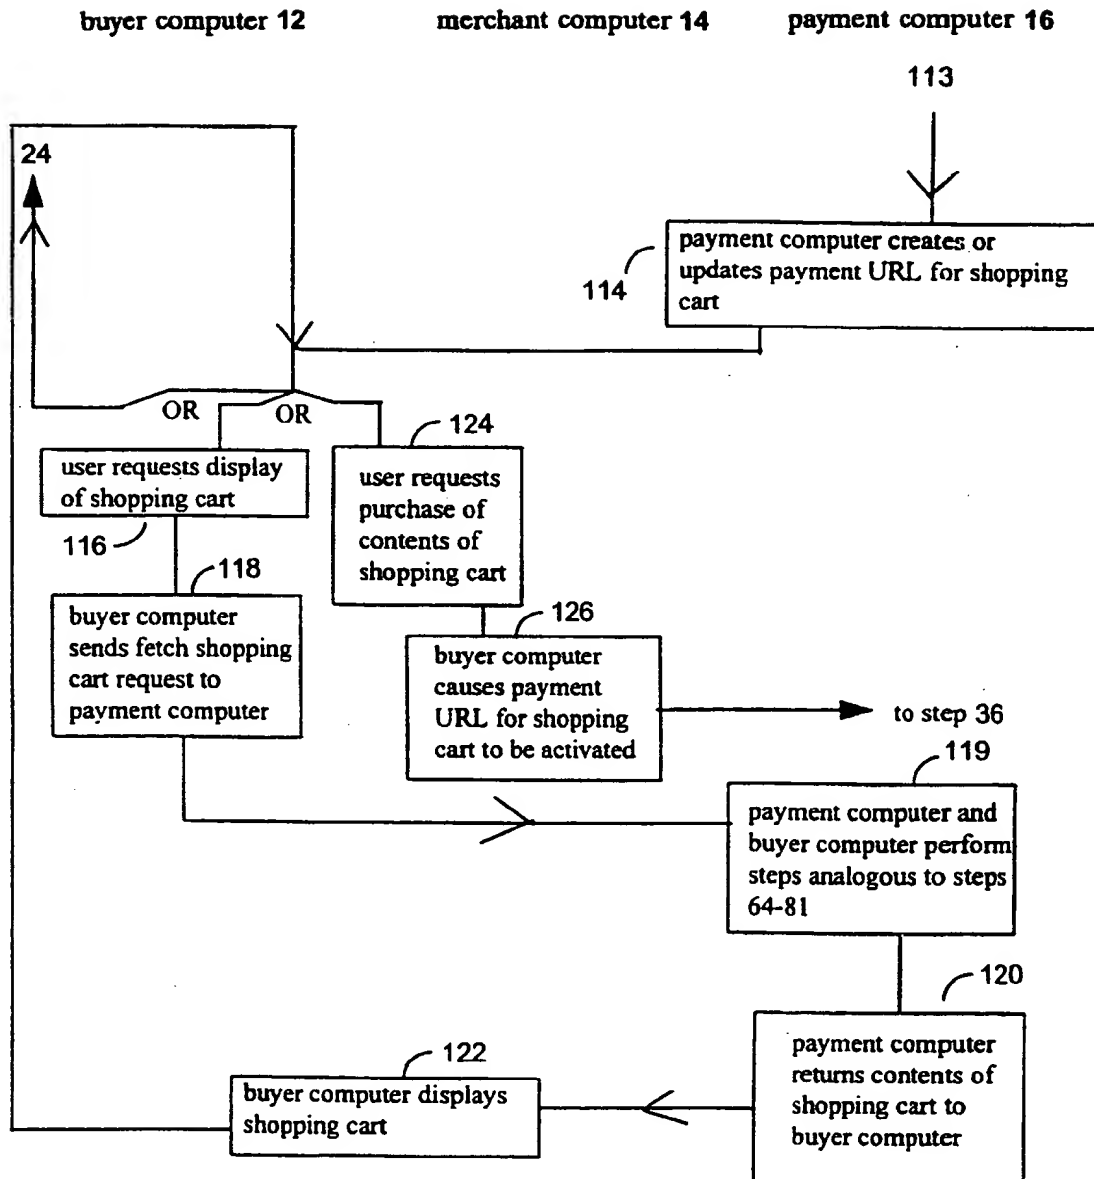 buyer computer 12
merchant computer 14
payment computer 16
113
24
payment computer creates or
updates payment URL for shopping
cart
114
OR
OR
124
user requests display
of shopping cart
116
user requests
purchase of
contents of
shopping cart
118
buyer computer
sends fetch shopping
cart request to
payment computer
126
buyer computer
causes payment
URL for shopping
cart to be activated
to step 36
119
payment computer and
buyer computer perform
steps analogous to steps
64-81
120
payment computer
returns contents of
shopping cart to
buyer computer
122
buyer computer displays
shopping cart